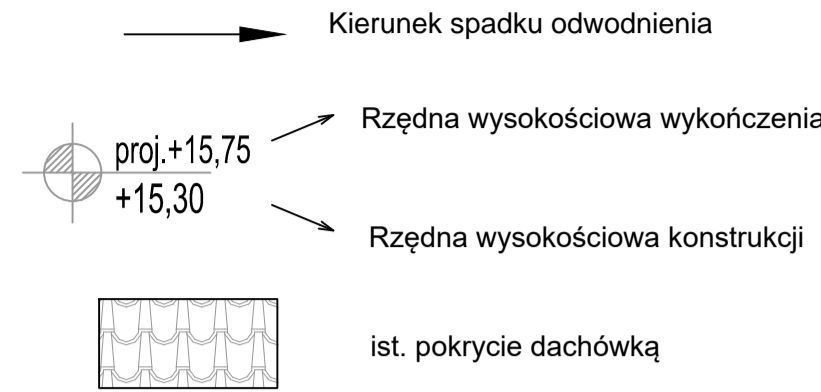 Kierunek spadku odwodnienia
proj.+15,75
Rzędna wysokościowa wykończenia
+15,30
Rzędna wysokościowa konstrukcji
ist. pokrycie dachówką